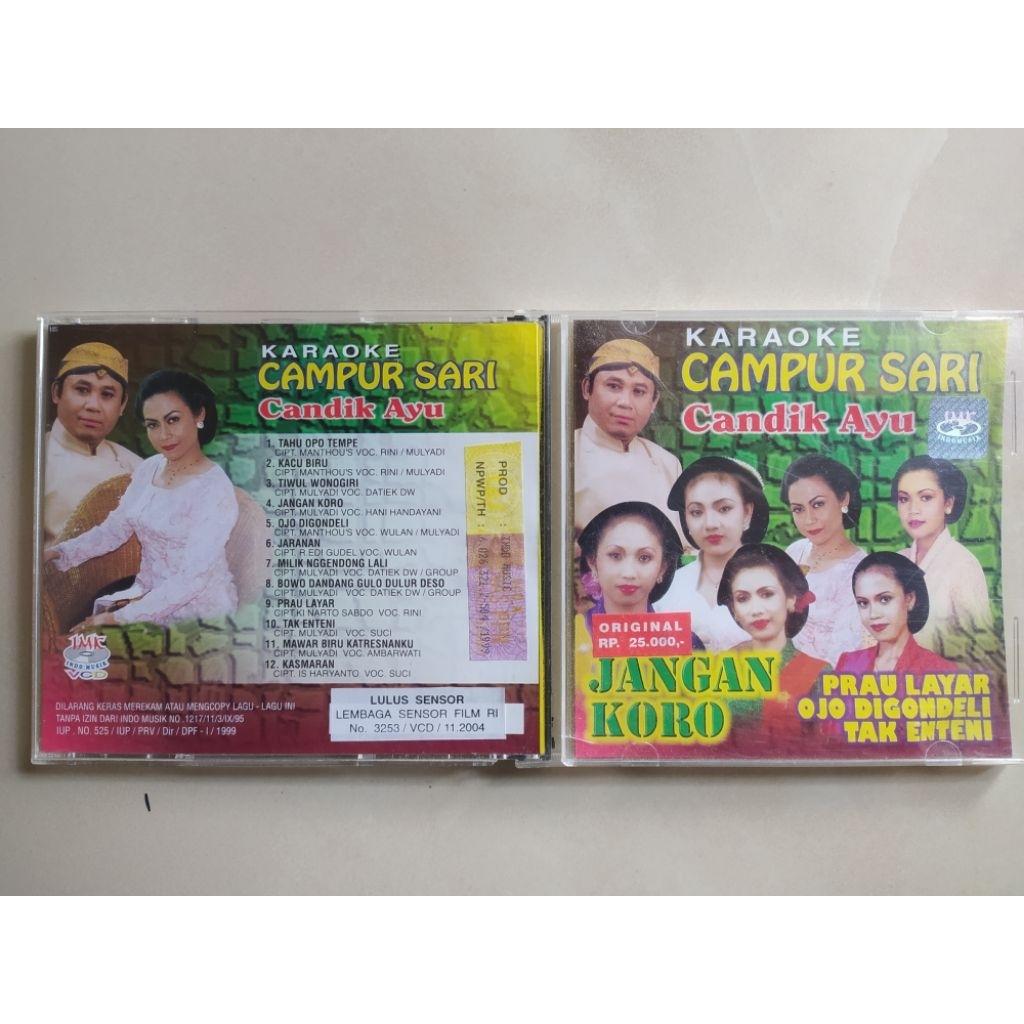 KARAOKE
CAMPUR SARI
Candik Ayu
1. TAHU OPO TEMPE
CIPT. MANTHOU'S VOC. RINI / MULYADI
2. KACU BIRU
CIPT. MANTHOU'S VOC. RINI / MULYADI
3. TIWUL WONOGIRI
CIPT. MULYADI VOC. DATIEK DW
4. JANGAN KORO
CIPT. MULYADI VOC. HANI HANDAYANI
5. OJO DIGONDELI
CIPT. MANTHOU'S VOC. WULAN / MULYADI
6. JARANAN
CIPT. R.EDI GUDEL VOC. WULAN
7. MILIK NGGENDONG LALI
CIPT. MULYADI VOC. DATIEK DW / GROUP
8. BOWO DANDANG GULO DULUR DESO
CIPT. MULYADI VOC. DATIEK DW / GROUP
9. PRAU LAYAR
CIPT.KI NARTO SABDO VOC. RINI
10. TAK ENTENI
CIPT. MULYADI VOC. SUCI
11. MAWAR BIRU KATRESNANKU
CIPT. MULYADI VOC. AMBARWATI
12. KASMARAN
CIPT. IS HARYANTO VOC. SUCI
PROD :
NPWP/TH :
IMF
INDO MUSIK
VCD
DILARANG KERAS MEREKAM ATAU MENGCOPY LAGU - LAGU INI
TANPA IZIN DARI INDO MUSIK NO. 1217/11/3/IX/95
IUP . NO. 525 / IUP / PRV / Dir / DPF - I / 1999
LULUS SENSOR
LEMBAGA SENSOR FILM RI
No. 3253 / VCD / 11.2004
KARAOKE
CAMPUR SARI
Candik Ayu
IMF
INDO MUSIK
ORIGINAL
RP. 25.000,-
JANGAN
KORO
PRAU LAYAR
OJO DIGONDELI
TAK ENTENI